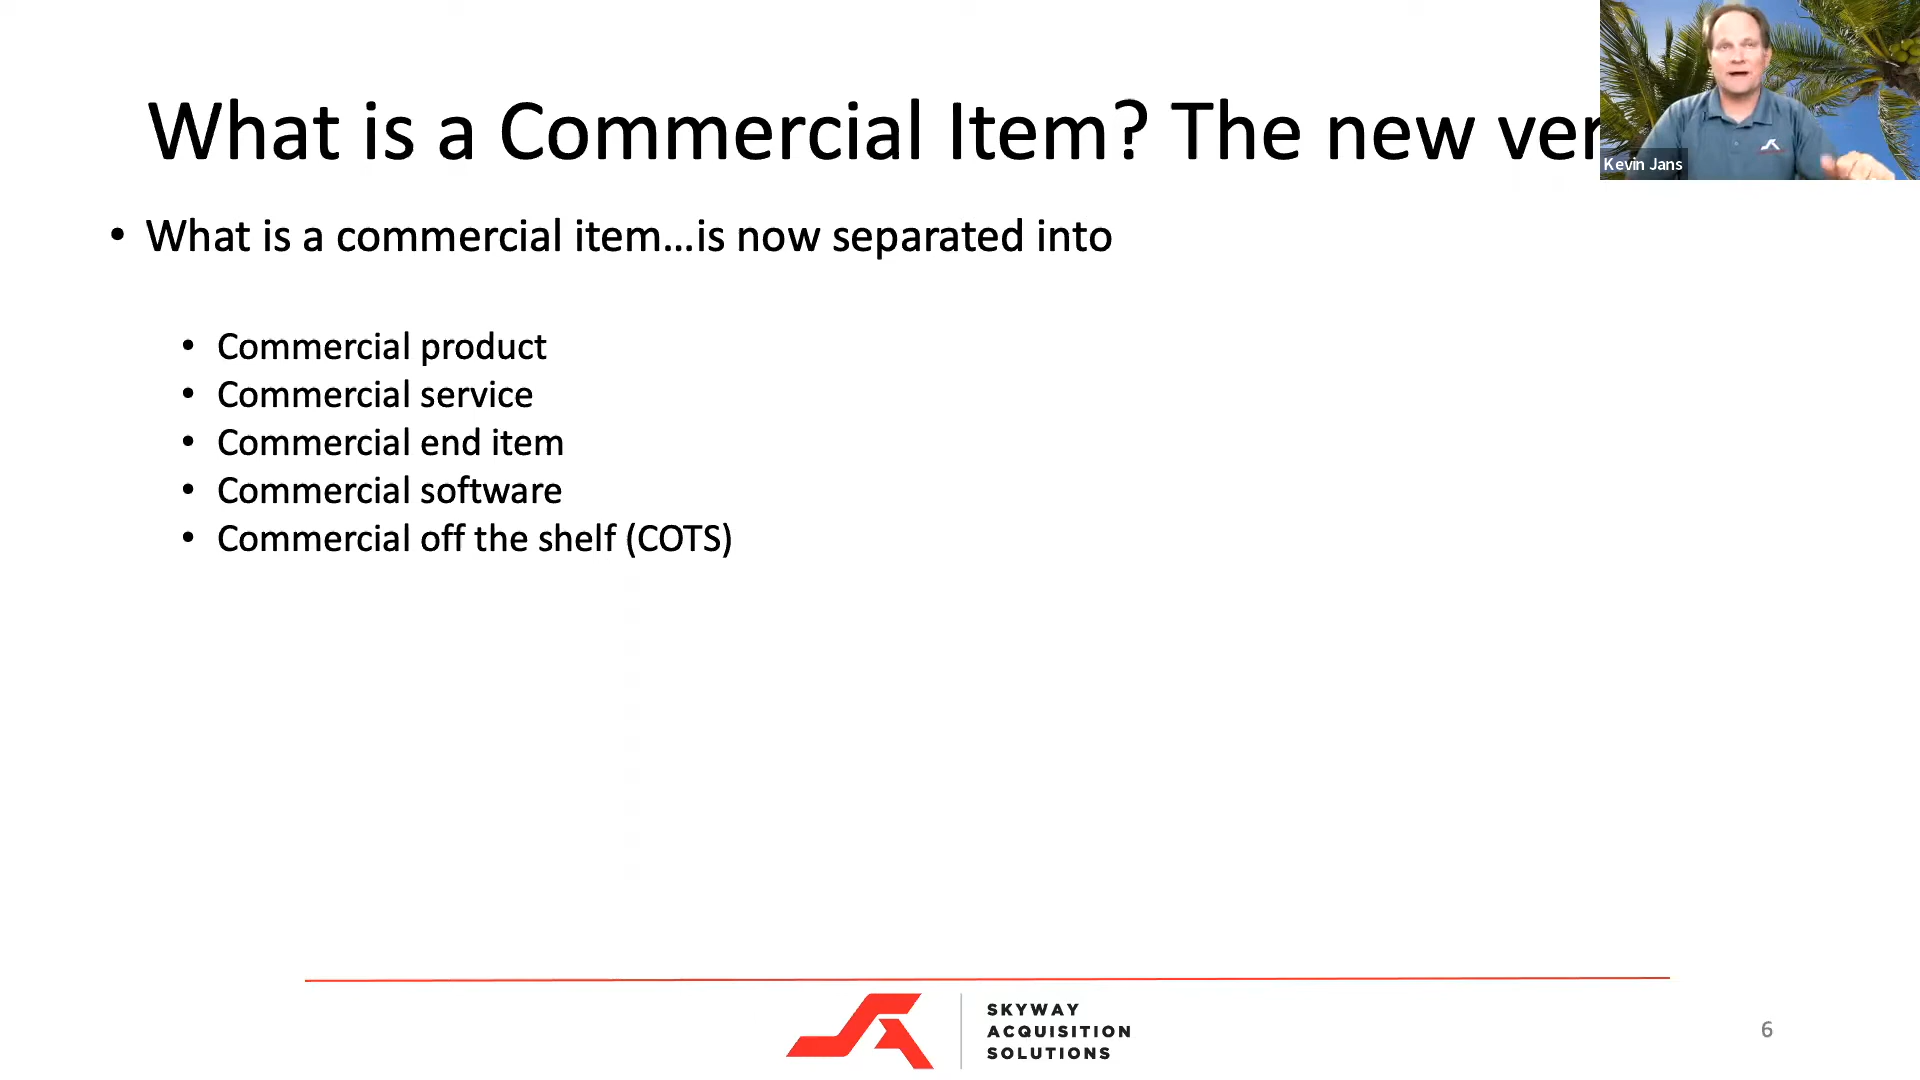 What is a Commercial Item? The new ver
Kevin Jans
• What is a commercial item...is now separated into
• Commercial product
• Commercial service
• Commercial end item
• Commercial software
• Commercial off the shelf (COTS)
SKYWAY
ACQUISITION
SOLUTIONS
6